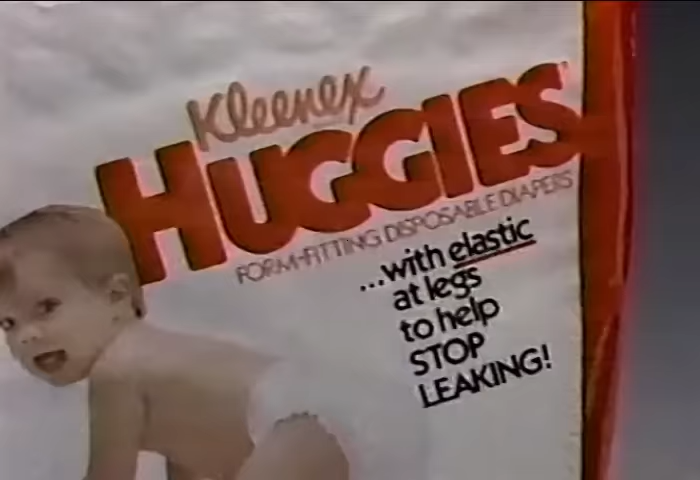 Kleenex
HUGGIES
FORM-FITTING DISPOSABLE DIAPERS
...with elastic
at legs
to help
STOP
LEAKING!